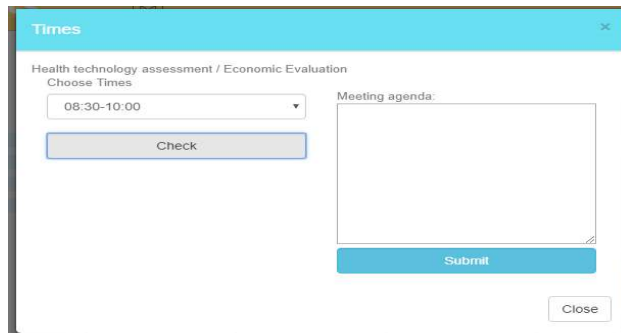 Times
×
Health technology assessment / Economic Evaluation
Choose Times
08:30-10:00
Check
Meeting agenda:
Submit
Close